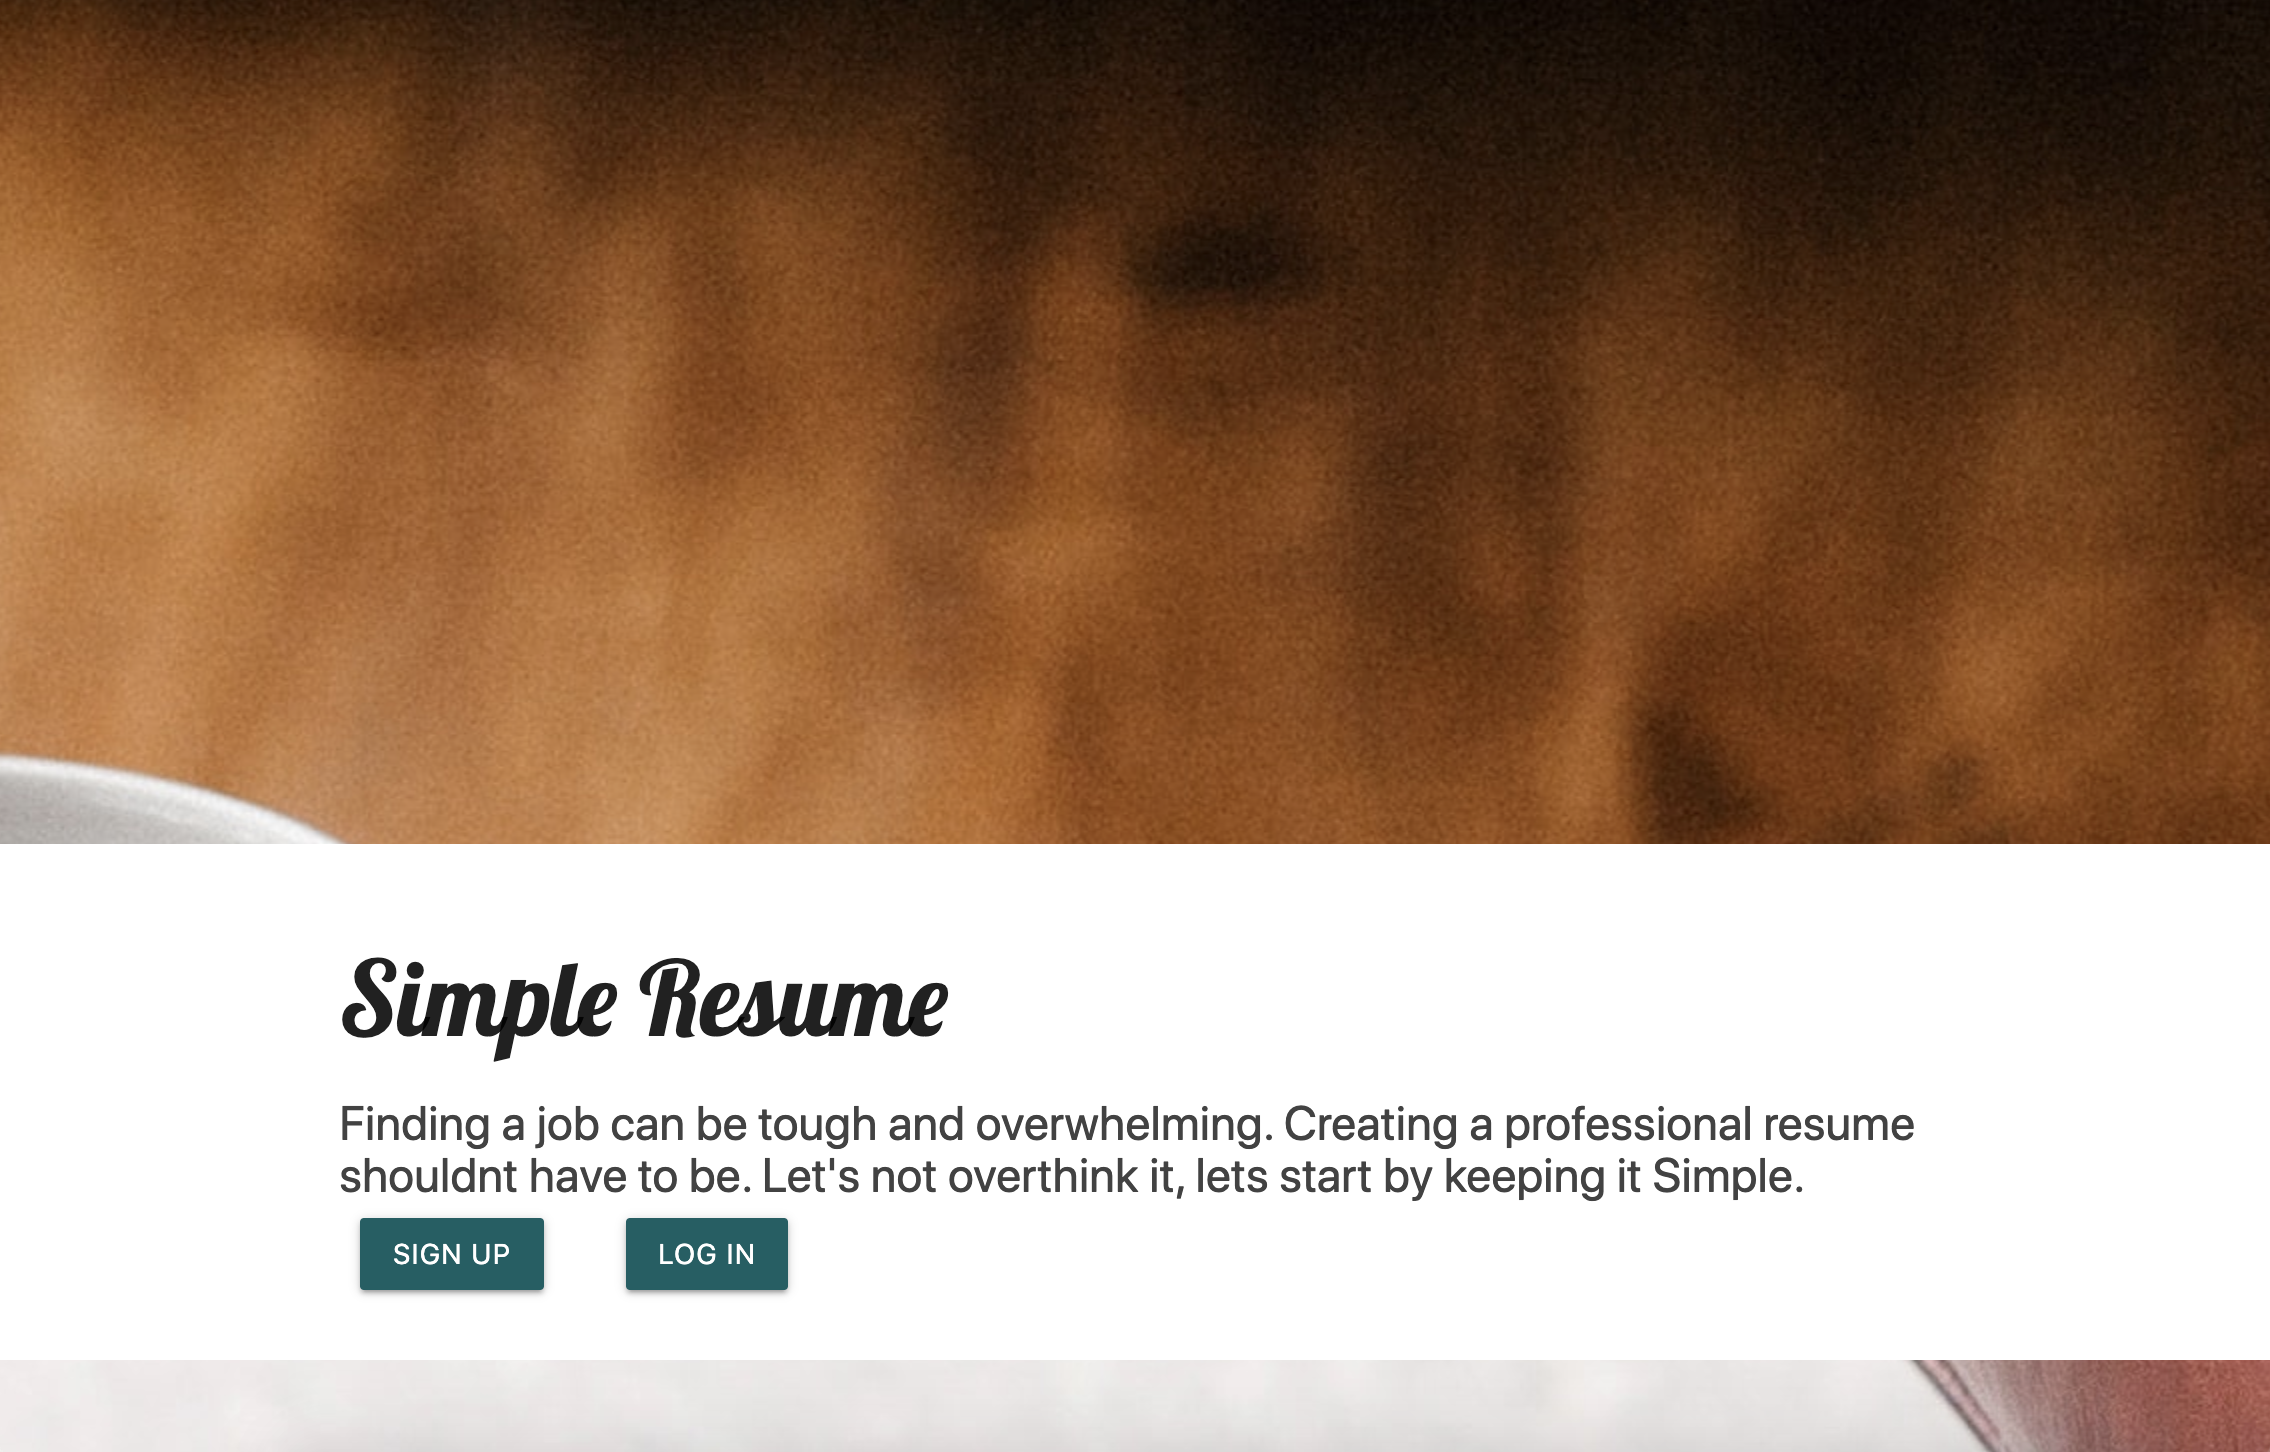 Simple Resume
Finding a job can be tough and overwhelming. Creating a professional resume
shouldnt have to be. Let's not overthink it, lets start by keeping it Simple.
SIGN UP
LOG IN